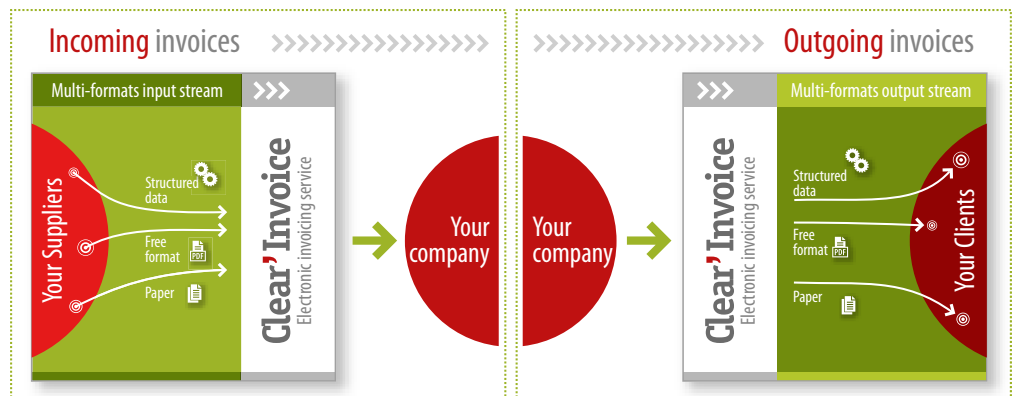 Incoming invoices
Multi-formats input stream
Your Suppliers
Structured
data
Free
format
PDF
Paper
Clear'Invoice
Electronic invoicing service
Your
company
Outgoing invoices
Your
company
Clear'Invoice
Electronic invoicing service
Multi-formats output stream
Structured
data
Free
format
PDF
Paper
Your Clients